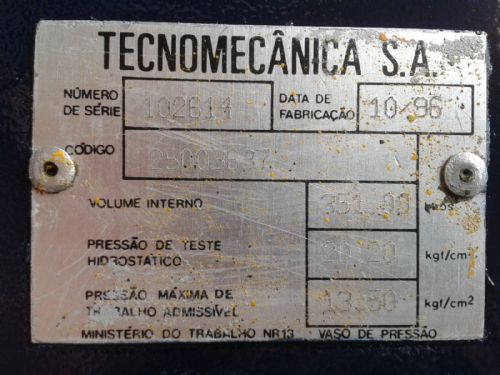 TECNOMECÂNICA S.A.
NÚMERO DE SÉRIE 102614 DATA DE FABRICAÇÃO 10/96
CÓDIGO
VOLUME INTERNO 351.00
PRESSÃO DE TESTE HIDROSTÁTICO 20.20 kgf/cm²
PRESSÃO MÁXIMA DE TRABALHO ADMISSÍVEL 13.50 kgf/cm2
MINISTÉRIO DO TRABALHO NR13 VASO DE PRESSÃO